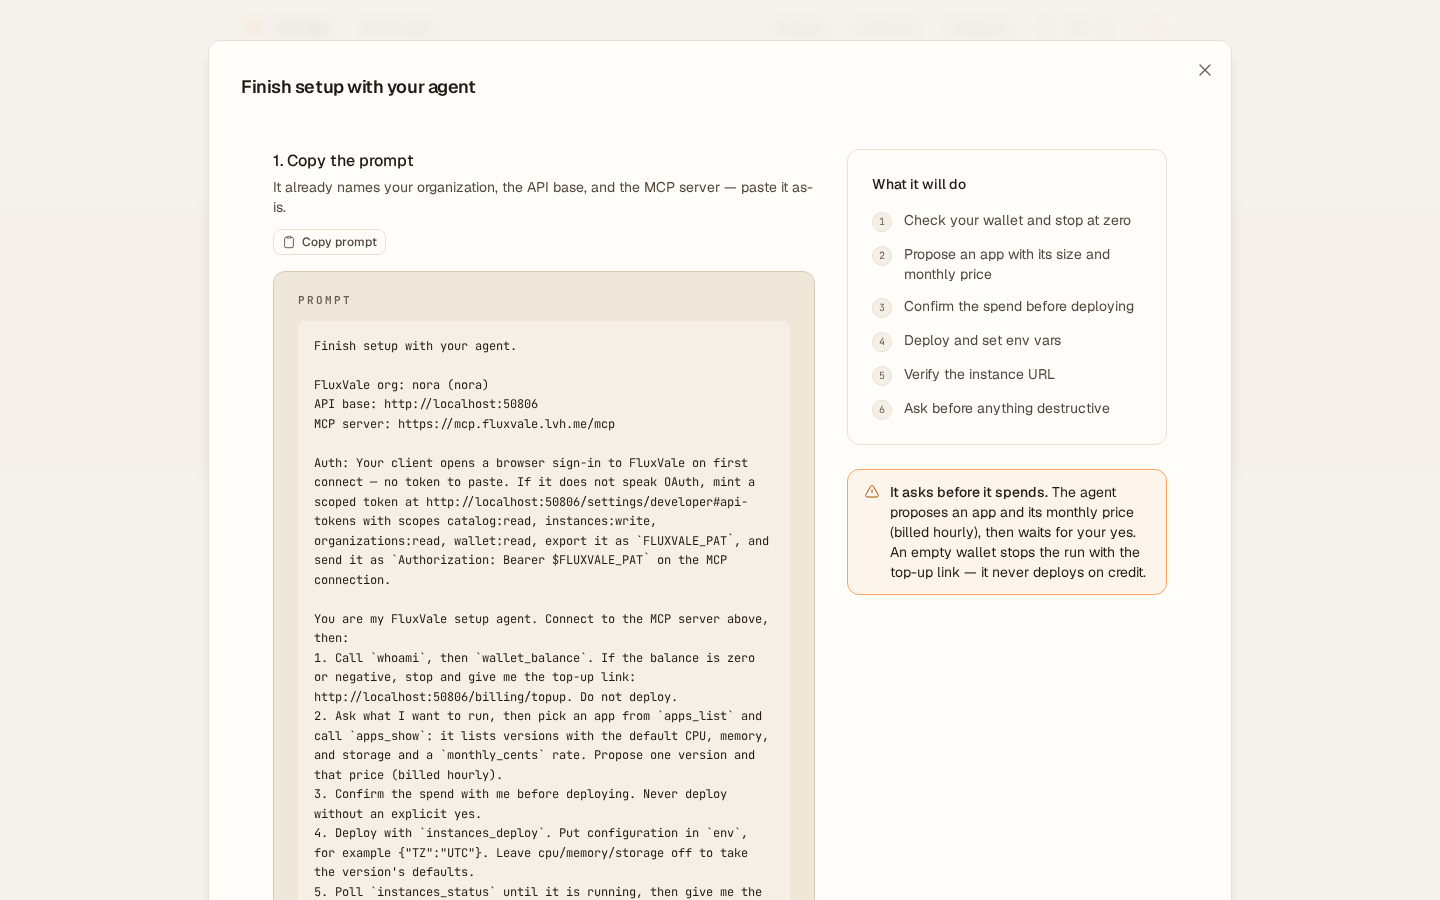 Finish setup with your agent
1. Copy the prompt
It already names your organization, the API base, and the MCP server — paste it as-
is.
Copy prompt
PROMPT
Finish setup with your agent.
FluxVale org: nora (nora)
API base: http://localhost:50806
MCP server: https://mcp.fluxvale.lvh.me/mcp
Auth: Your client opens a browser sign-in to FluxVale on first
connect — no token to paste. If it does not speak OAuth, mint a
scoped token at http://localhost:50806/settings/developer#api-
tokens with scopes catalog:read, instances:write,
organizations:read, wallet:read, export it as `FLUXVALE_PAT`, and
send it as `Authorization: Bearer $FLUXVALE_PAT` on the MCP
connection.
You are my FluxVale setup agent. Connect to the MCP server above,
then:
1. Call `whoami`, then `wallet_balance`. If the balance is zero
or negative, stop and give me the top-up link:
http://localhost:50806/billing/topup. Do not deploy.
2. Ask what I want to run, then pick an app from `apps_list` and
call `apps_show`: it lists versions with the default CPU, memory,
and storage and a `monthly_cents` rate. Propose one version and
that price (billed hourly).
3. Confirm the spend with me before deploying. Never deploy
without an explicit yes.
4. Deploy with `instances_deploy`. Put configuration in `env`,
for example {"TZ":"UTC"}. Leave cpu/memory/storage off to take
the version's defaults.
5. Poll `instances_status` until it is running, then give me the
What it will do
1 Check your wallet and stop at zero
2 Propose an app with its size and
monthly price
3 Confirm the spend before deploying
4 Deploy and set env vars
5 Verify the instance URL
6 Ask before anything destructive
It asks before it spends. The agent
proposes an app and its monthly price
(billed hourly), then waits for your yes.
An empty wallet stops the run with the
top-up link — it never deploys on credit.